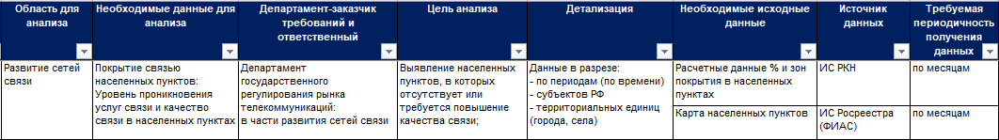 Область для
анализа
Необходимые данные для
анализа
Департамент-заказчик
требований и
ответственный
Цель анализа
Детализация
Необходимые исходные
данные
Источник
данных
Требуемая
периодичность
получения
данных
Развитие сетей
связи
Покрытие связью
населенных пунктов:
Уровень проникновения
услуг связи и качество
связи в населенных пунктах
Департамент
государственного
регулирования рынка
телекоммуникаций:
в части развития сетей связи
Выявление населенных
пунктов, в которых
отсутствует или
требуется повышение
качества связи;
Данные в разрезе:
- по периодам (по времени)
- субъектов РФ
- территориальных единиц
(города, села)
Расчетные данные % и зон
покрытия в населенных
пунктах
ИС РКН
по месяцам
Карта населенных пунктов
ИС Росреестра
(ФИАС)
по месяцам